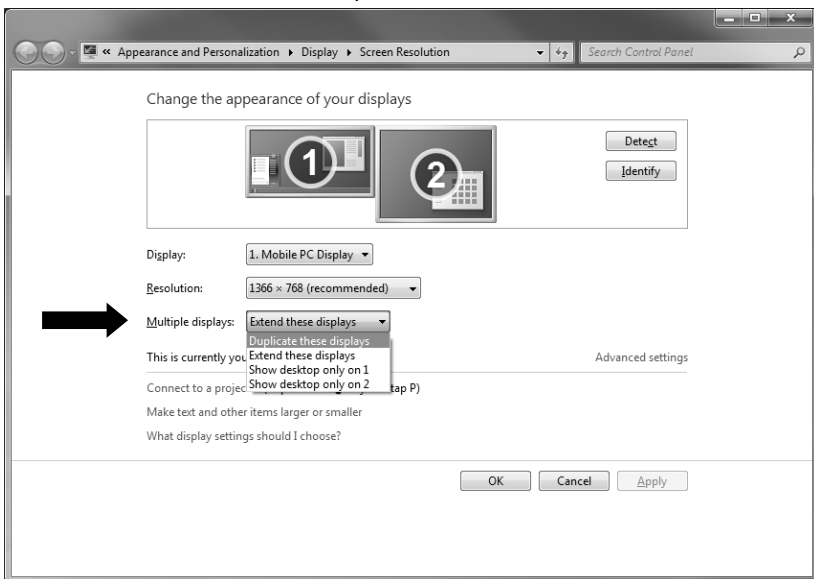 « Appearance and Personalization ▸ Display ▸ Screen Resolution
Search Control Panel
Change the appearance of your displays
1
2
Detect
Identify
Display: 1. Mobile PC Display
Resolution: 1366 × 768 (recommended)
Multiple displays: Extend these displays
Duplicate these displays
Extend these displays
Show desktop only on 1
Show desktop only on 2
This is currently
Advanced settings
Connect to a
tap P)
Make text and other items larger or smaller
What display settings should I choose?
OK
Cancel
Apply